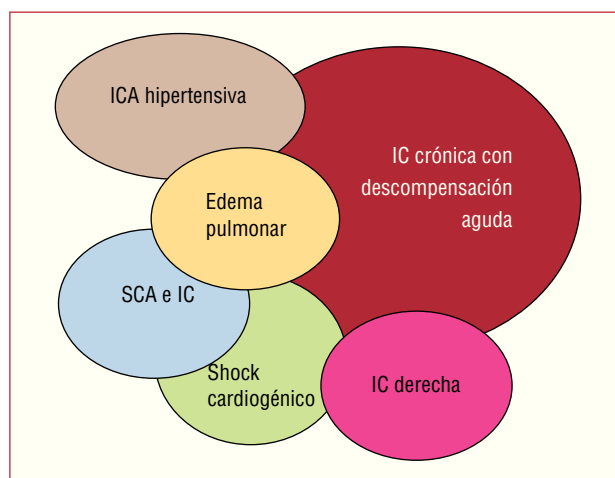 ICA hipertensiva
IC crónica con
descompensación
aguda
Edema
pulmonar
SCA e IC
Shock
cardiogénico
IC derecha